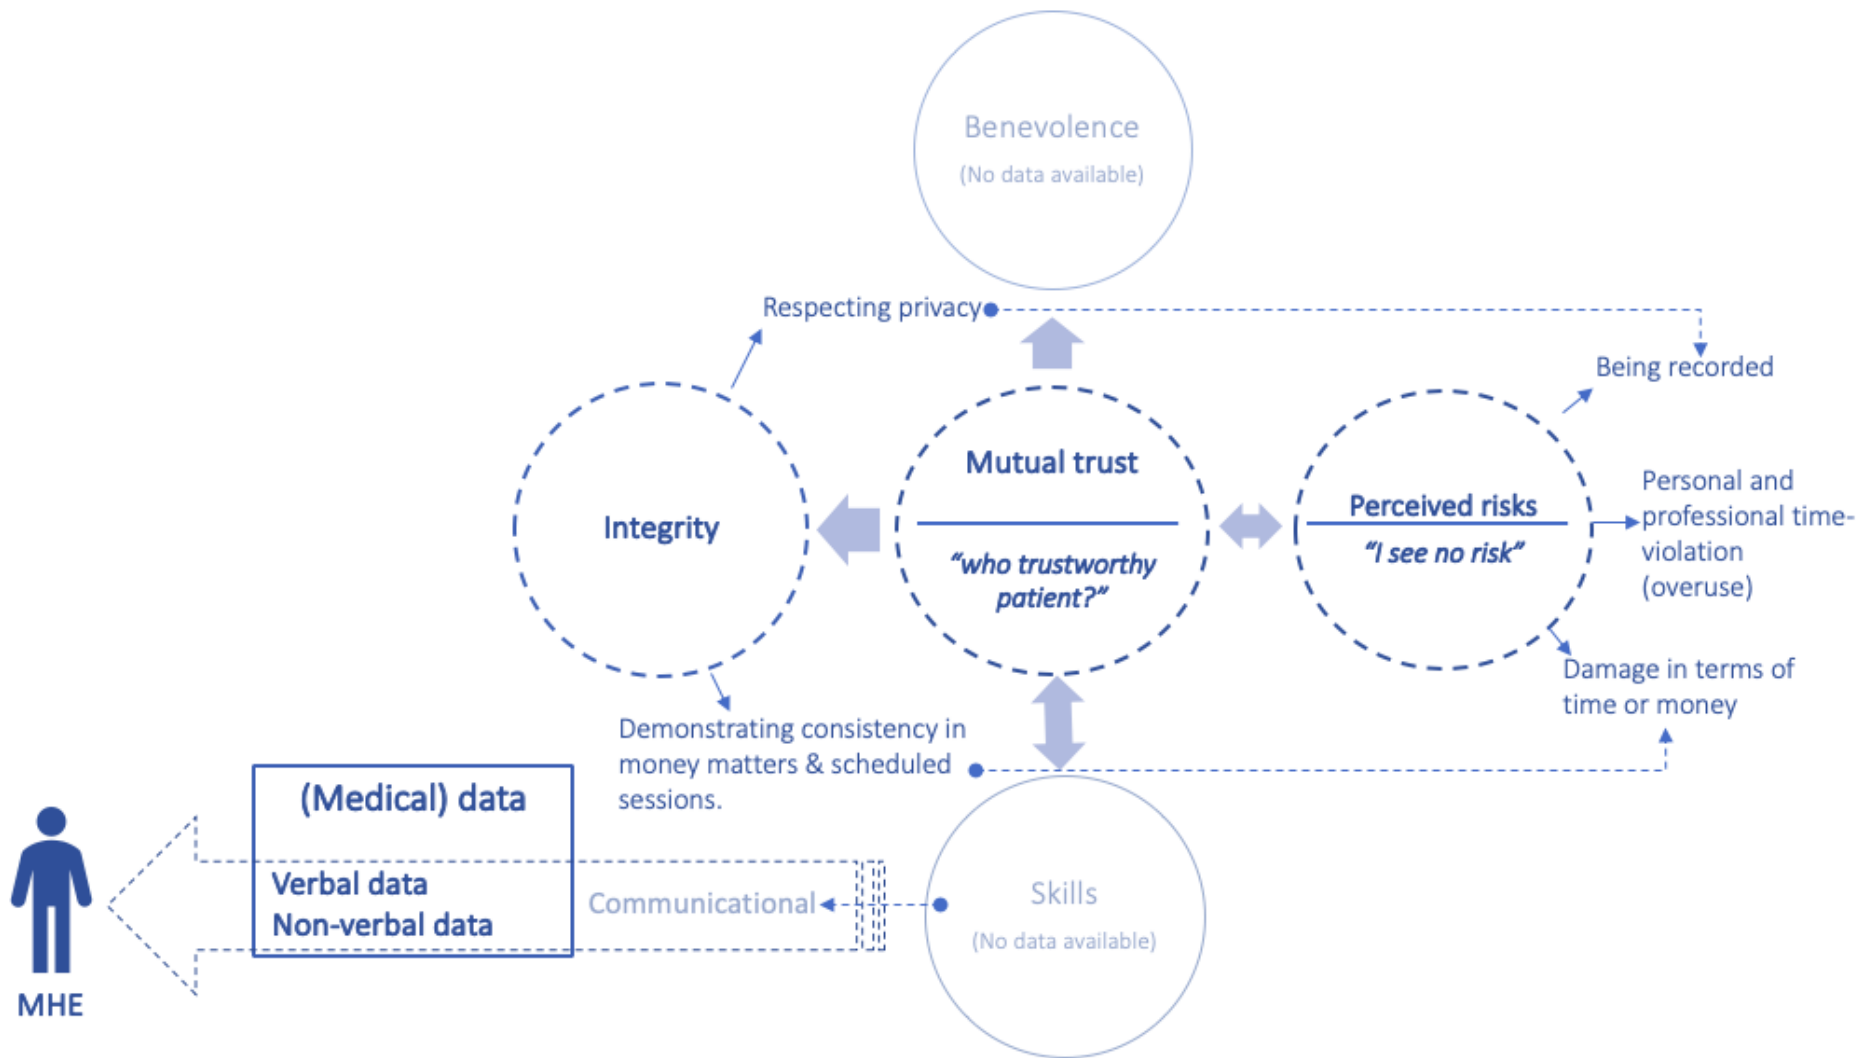 Benevolence
(No data available)
Respecting privacy
Being recorded
Mutual trust
"who trustworthy
patient?"
Integrity
Perceived risks
"I see no risk"
Personal and
professional time-
violation
(overuse)
Damage in terms of
time or money
Demonstrating consistency in
money matters & scheduled
sessions.
(Medical) data
Verbal data
Non-verbal data
Communicational
Skills
(No data available)
MHE